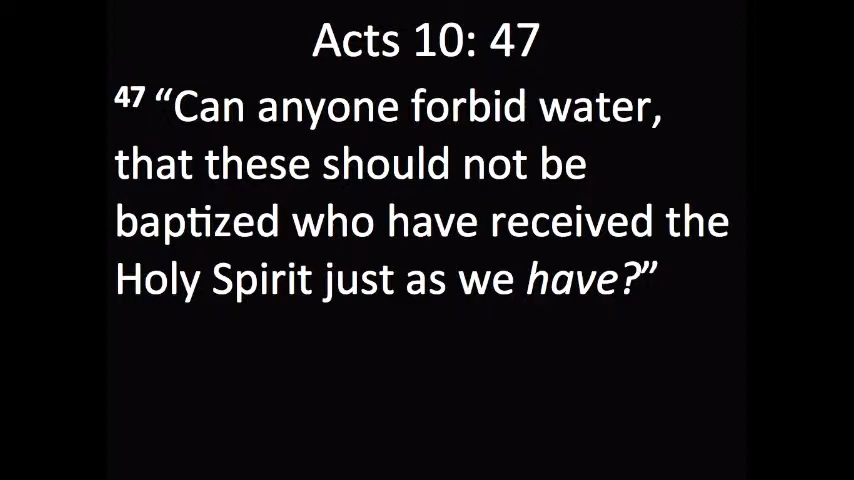 Acts 10: 47
47 “Can anyone forbid water,
that these should not be
baptized who have received the
Holy Spirit just as we have?”